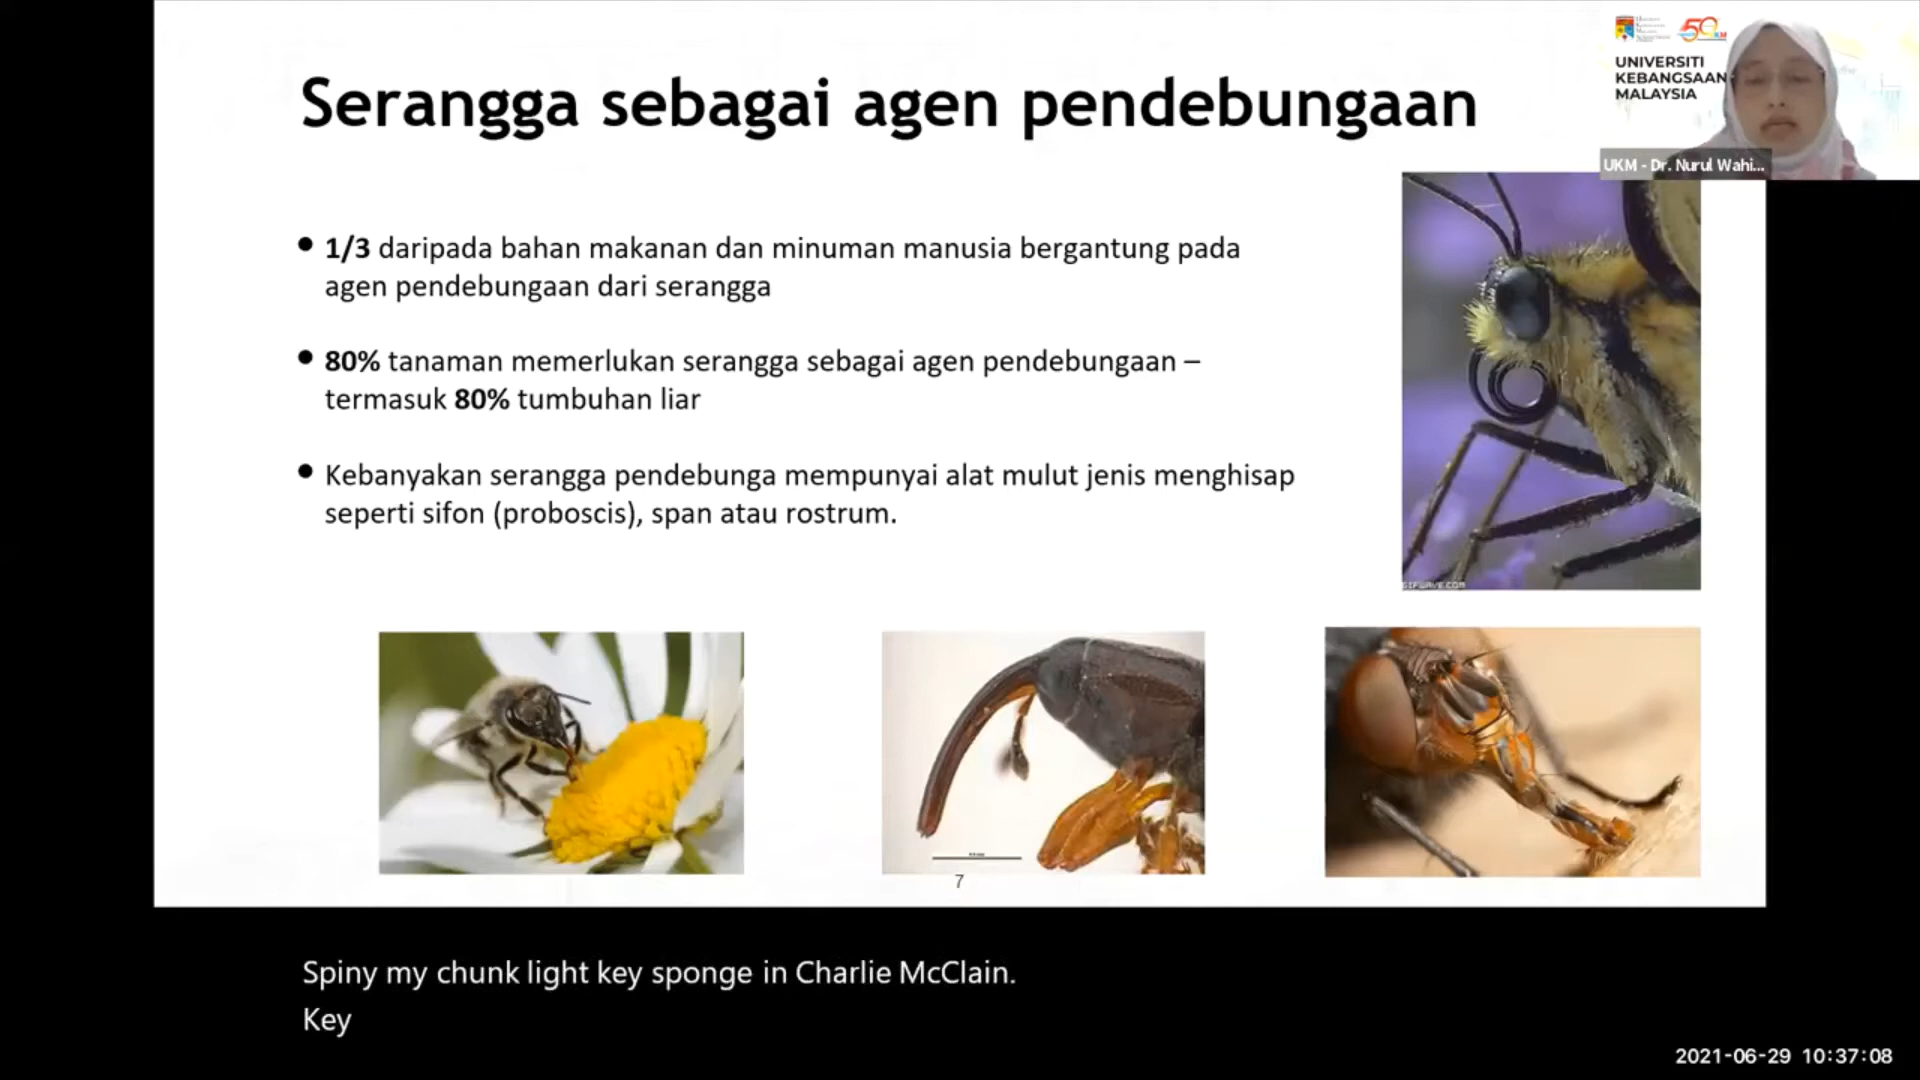 Serangga sebagai agen pendebungaan
UNIVERSITI
KEBANGSAAN
MALAYSIA
UKM - Dr. Nurul Wahi...
• 1/3 daripada bahan makanan dan minuman manusia bergantung pada
agen pendebungaan dari serangga
• 80% tanaman memerlukan serangga sebagai agen pendebungaan –
termasuk 80% tumbuhan liar
• Kebanyakan serangga pendebunga mempunyai alat mulut jenis menghisap
seperti sifon (proboscis), span atau rostrum.
GIFWAVE.COM
7
Spiny my chunk light key sponge in Charlie McClain.
Key
2021-06-29 10:37:08